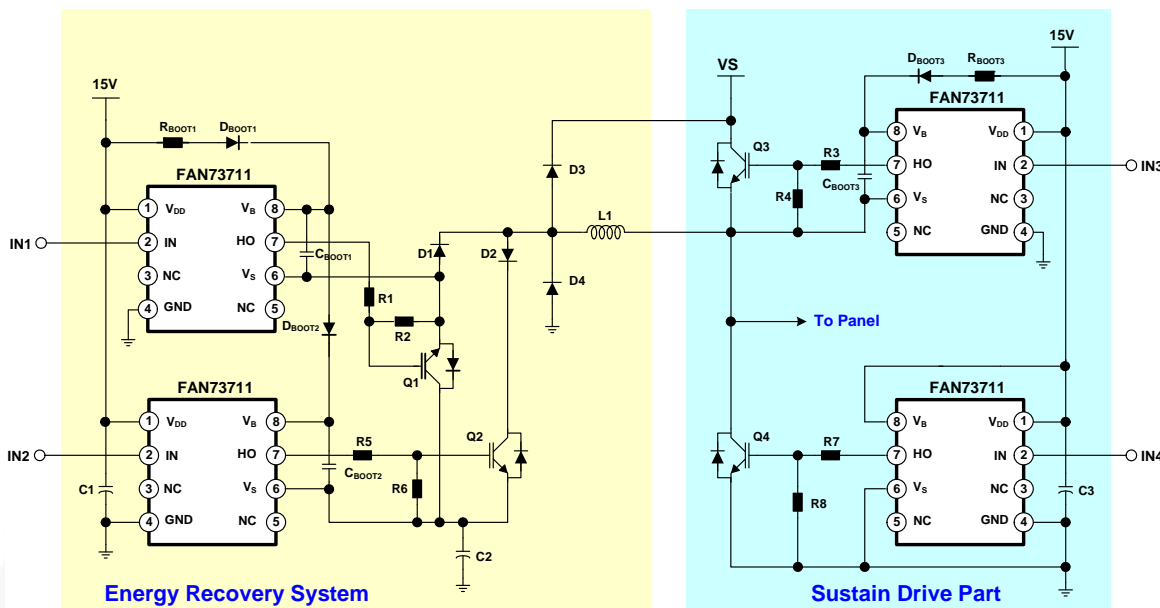 15V
RBOOT1
DBOOT1
FAN73711
1 VDD VB 8
IN1 2 IN HO 7
3 NC VS 6
4 GND NC 5
CBOOT1
DBOOT2
R1
R2
Q1
D1
D2
D3
D4
L1
FAN73711
1 VDD VB 8
IN2 2 IN HO 7
3 NC VS 6
4 GND NC 5
C1
CBOOT2
R5
R6
Q2
C2
Energy Recovery System
VS
15V
DBOOT3
RBOOT3
FAN73711
8 VB VDD 1
7 HO IN 2 IN3
6 VS NC 3
5 NC GND 4
Q3
R3
R4
CBOOT3
To Panel
FAN73711
8 VB VDD 1
7 HO IN 2 IN4
6 VS NC 3
5 NC GND 4
Q4
R7
R8
C3
Sustain Drive Part